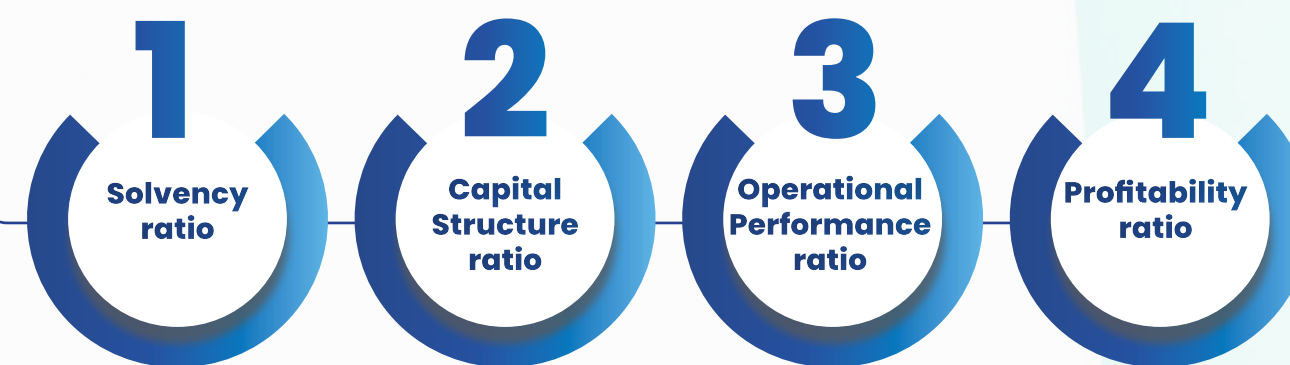 1
Solvency
ratio
2
Capital
Structure
ratio
3
Operational
Performance
ratio
4
Profitability
ratio